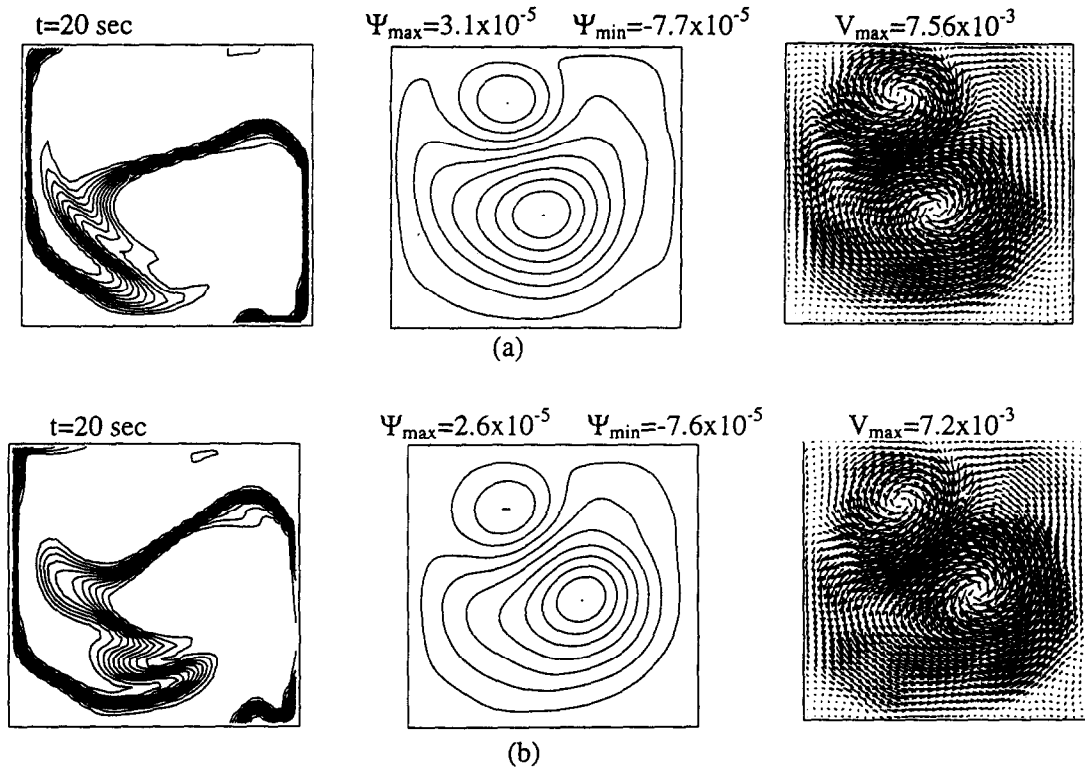 t=20 sec Ψmax=3.1x10⁻⁵ Ψmin=-7.7x10⁻⁵ Vmax=7.56x10⁻³
(a)
t=20 sec Ψmax=2.6x10⁻⁵ Ψmin=-7.6x10⁻⁵ Vmax=7.2x10⁻³
(b)